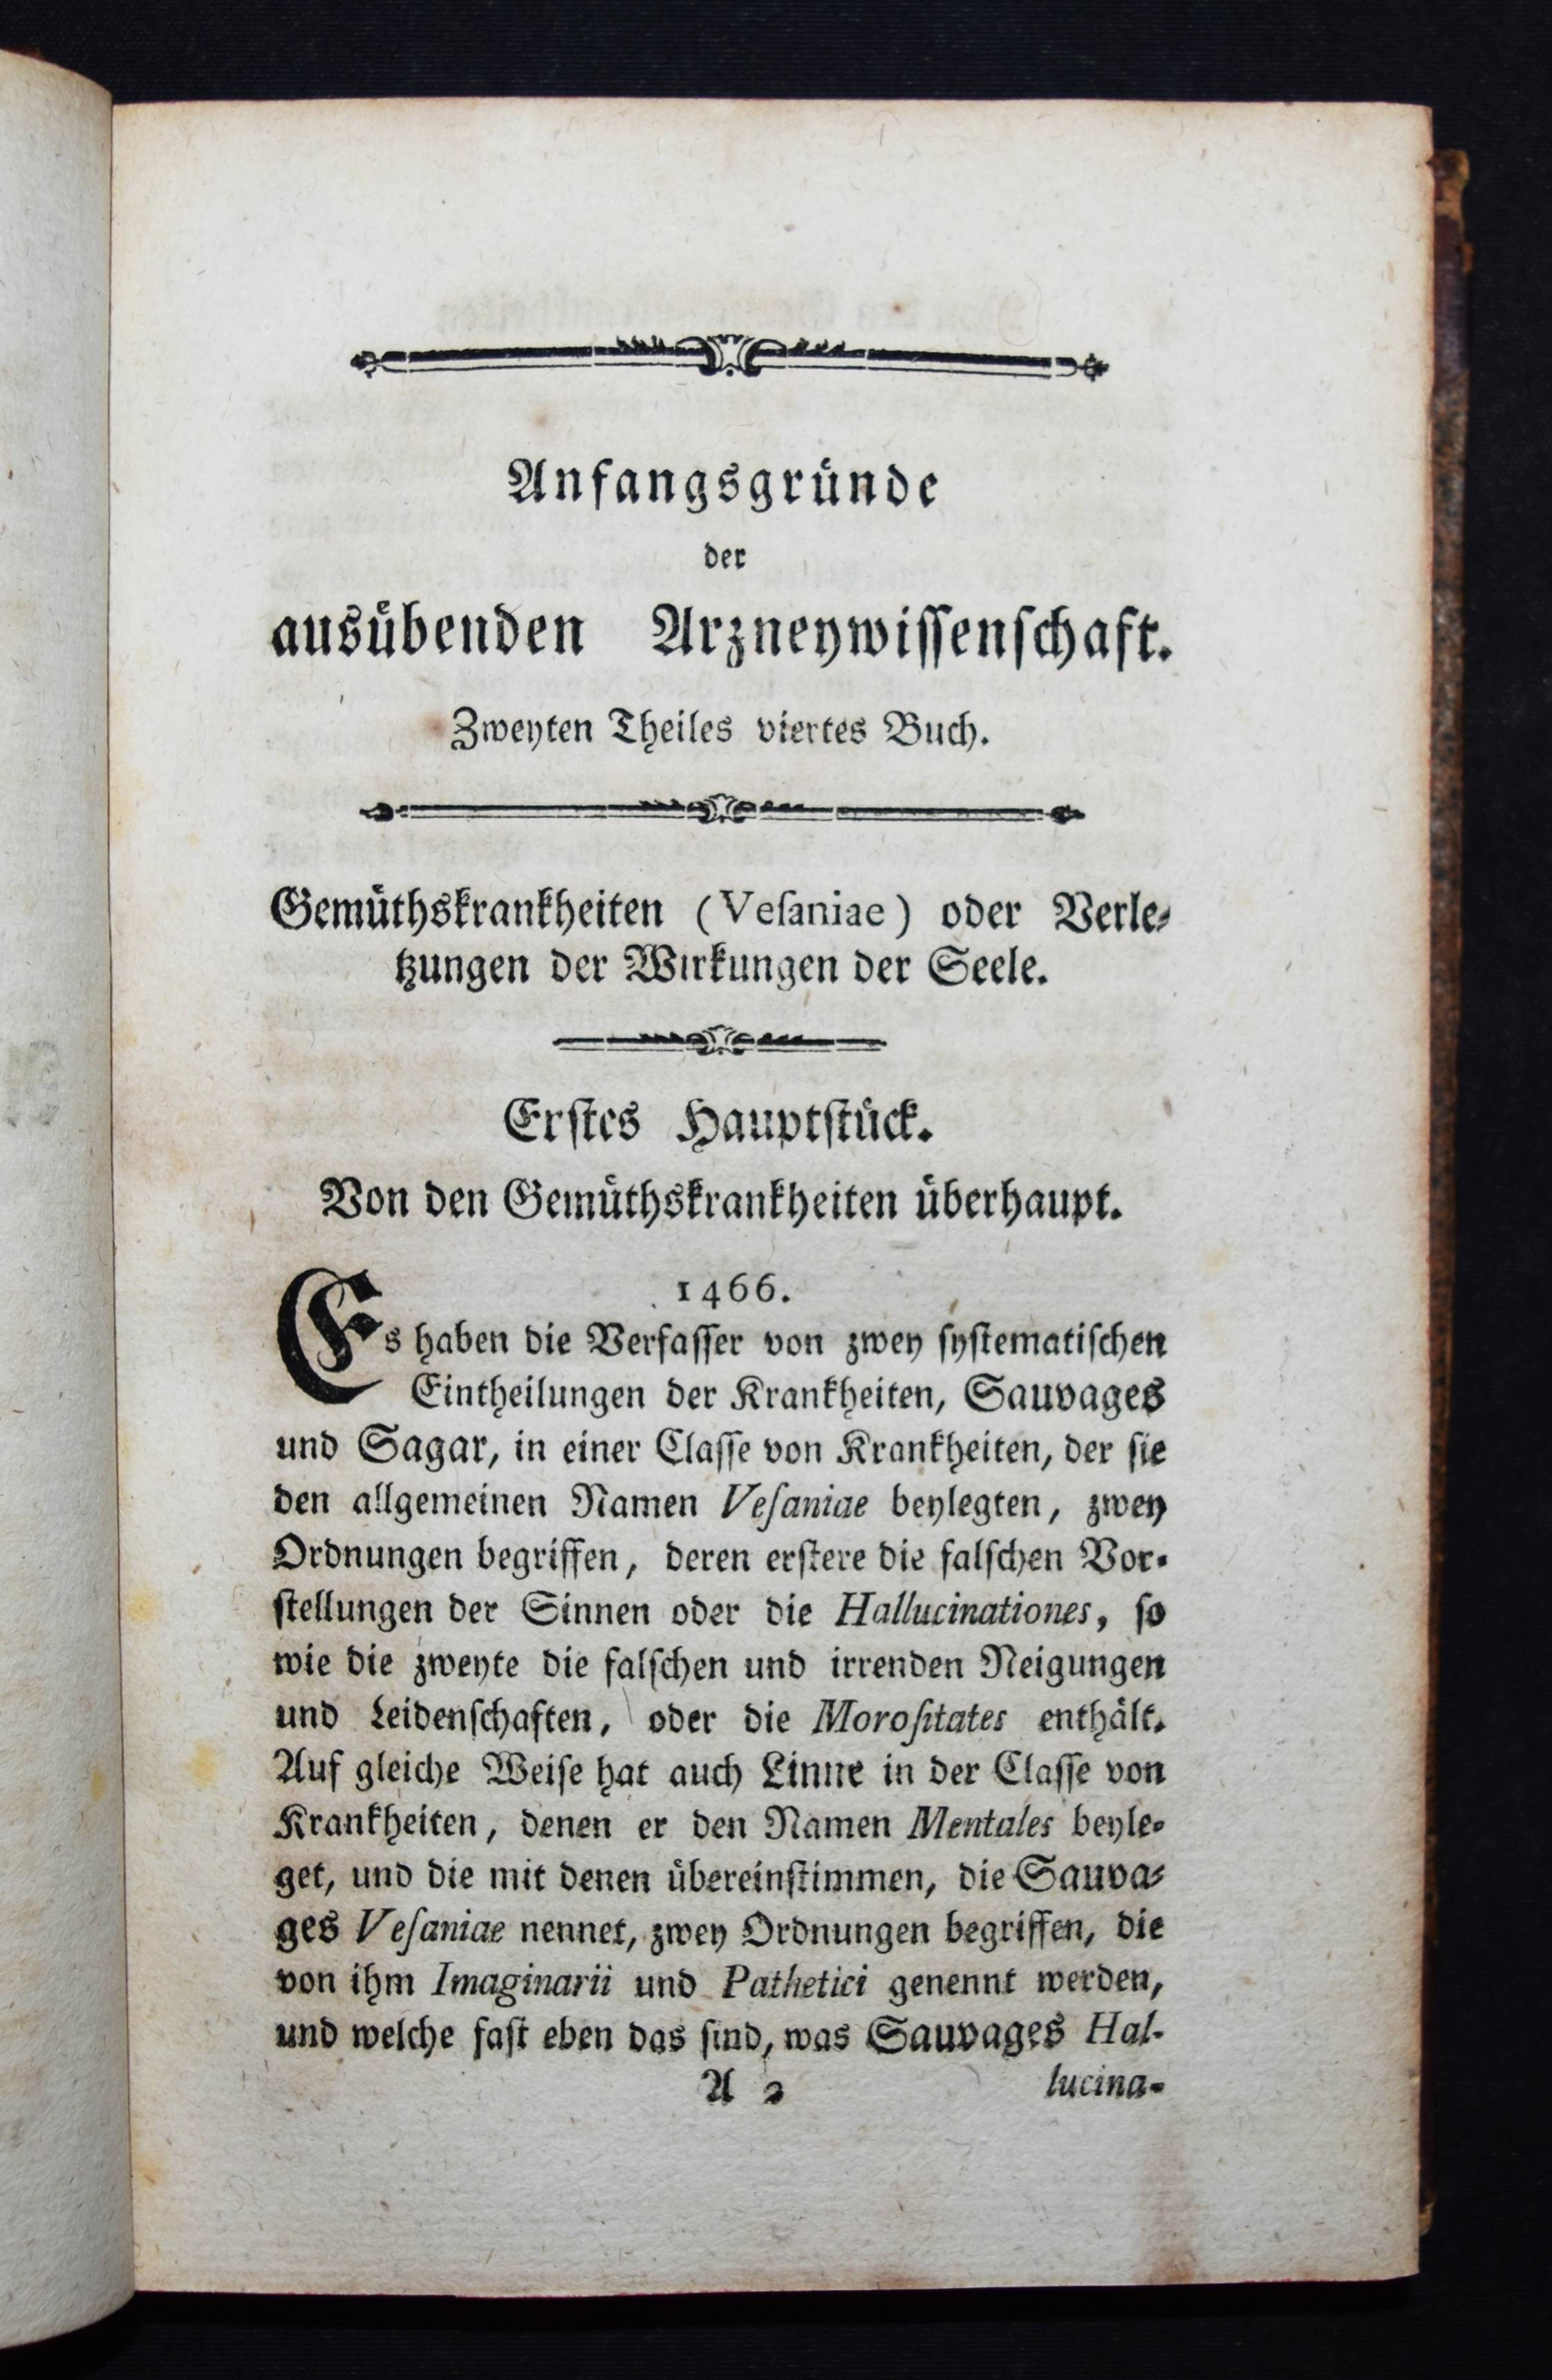 Anfangsgründe
der
ausübenden Arzneywiſſenſchaft.
Zweyten Theiles viertes Buch.
Gemüthskrankheiten (Veſaniae) oder Verle⸗
tzungen der Wirkungen der Seele.
Erſtes Hauptſtück.
Von den Gemüthskrankheiten überhaupt.
1466.
Es haben die Verfaſſer von zwey ſyſtematiſchen
Eintheilungen der Krankheiten, Sauvages
und Sagar, in einer Claſſe von Krankheiten, der ſie
den allgemeinen Namen Veſaniae beylegten, zwey
Ordnungen begriffen, deren erſtere die falſchen Vor⸗
ſtellungen der Sinnen oder die Hallucinationes, ſo
wie die zweyte die falſchen und irrenden Neigungen
und Leidenſchaften, oder die Moroſitates enthält.
Auf gleiche Weiſe hat auch Linne in der Claſſe von
Krankheiten, denen er den Namen Mentales beyle⸗
get, und die mit denen übereinſtimmen, die Sauva⸗
ges Veſaniae nennet, zwey Ordnungen begriffen, die
von ihm Imaginarii und Pathetici genennt werden,
und welche faſt eben das ſind, was Sauvages Hal-
A 2 lucina-